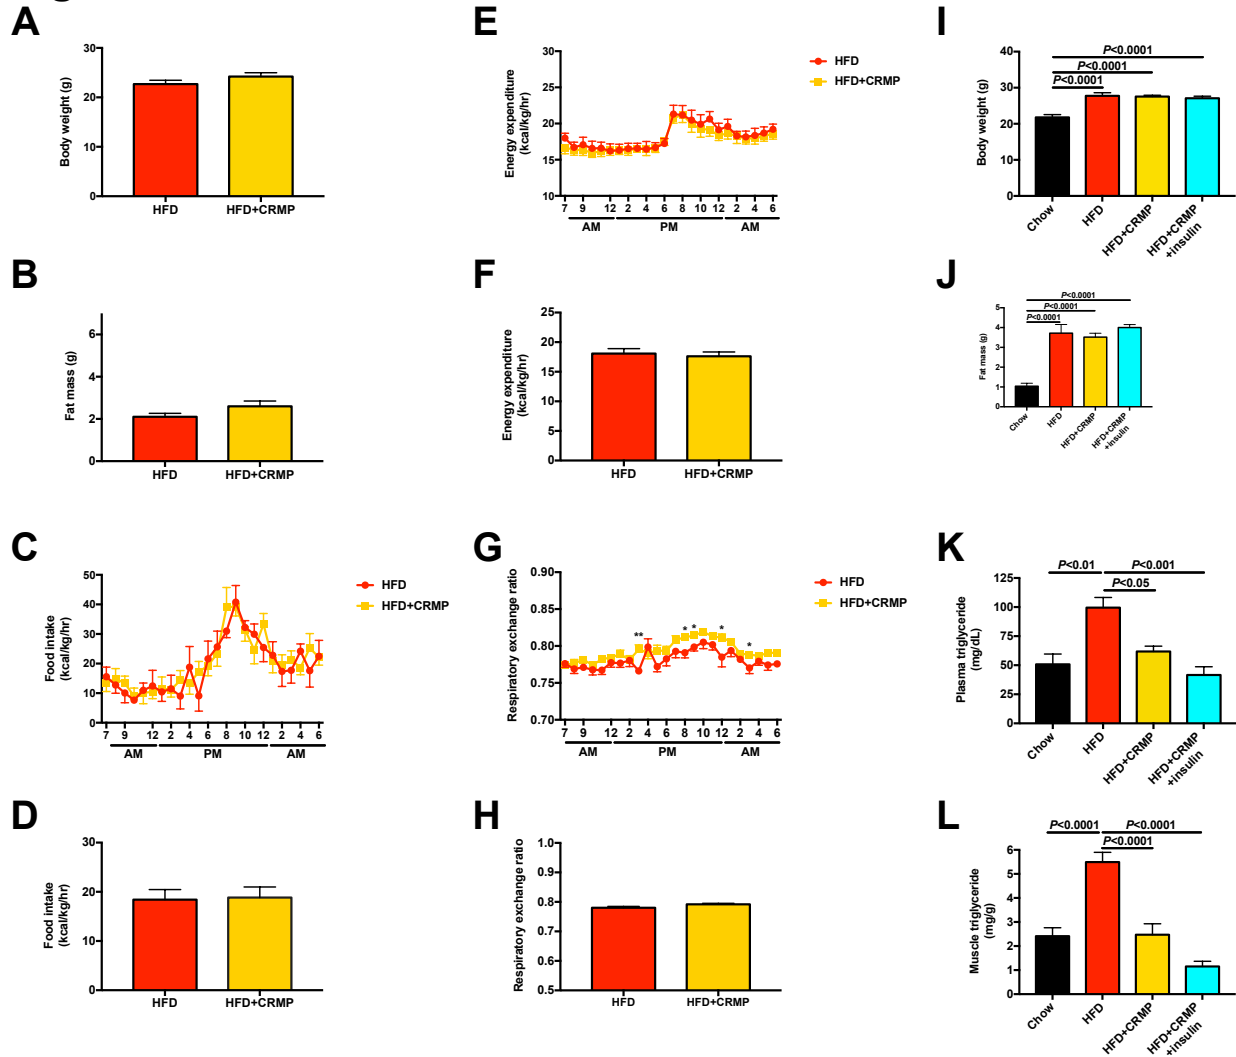 A
Body weight (g)
30
20
10
0
HFD
HFD+CRMP
B
Fat mass (g)
6
4
2
0
HFD
HFD+CRMP
C
Food intake
(kcal/kg/hr)
50
40
30
20
10
0
7 9 12 2 4 6 8 10 12 2 4 6
AM PM AM
HFD
HFD+CRMP
D
Food intake
(kcal/kg/hr)
30
20
10
0
HFD
HFD+CRMP
E
Energy expenditure
(kcal/kg/hr)
30
25
20
15
10
7 9 12 2 4 6 8 10 12 2 4 6
AM PM AM
HFD
HFD+CRMP
F
Energy expenditure
(kcal/kg/hr)
25
20
15
10
5
0
HFD
HFD+CRMP
G
Respiratory exchange ratio
0.90
0.85
0.80
0.75
0.70
** * * * *
7 9 12 2 4 6 8 10 12 2 4 6
AM PM AM
HFD
HFD+CRMP
H
Respiratory exchange ratio
1.0
0.9
0.8
0.7
0.6
0.5
HFD
HFD+CRMP
I
Body weight (g)
40
30
20
10
0
P<0.0001
P<0.0001
P<0.0001
Chow
HFD
HFD+CRMP
HFD+CRMP
+insulin
J
Fat mass (g)
5
4
3
2
1
0
P<0.0001
P<0.0001
P<0.0001
Chow
HFD
HFD+CRMP
HFD+CRMP
+insulin
K
Plasma triglyceride
(mg/dL)
125
100
75
50
25
0
P<0.01
P<0.001
P<0.05
Chow
HFD
HFD+CRMP
HFD+CRMP
+insulin
L
Muscle triglyceride
(mg/g)
6
5
4
3
2
1
0
P<0.0001
P<0.0001
P<0.0001
Chow
HFD
HFD+CRMP
HFD+CRMP
+insulin